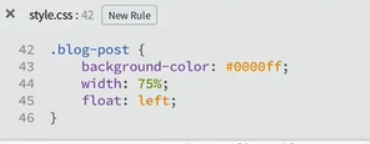 ✕ style.css : 42 New Rule
42 .blog-post {
43     background-color: #0000ff;
44     width: 75%;
45     float: left;
46 }